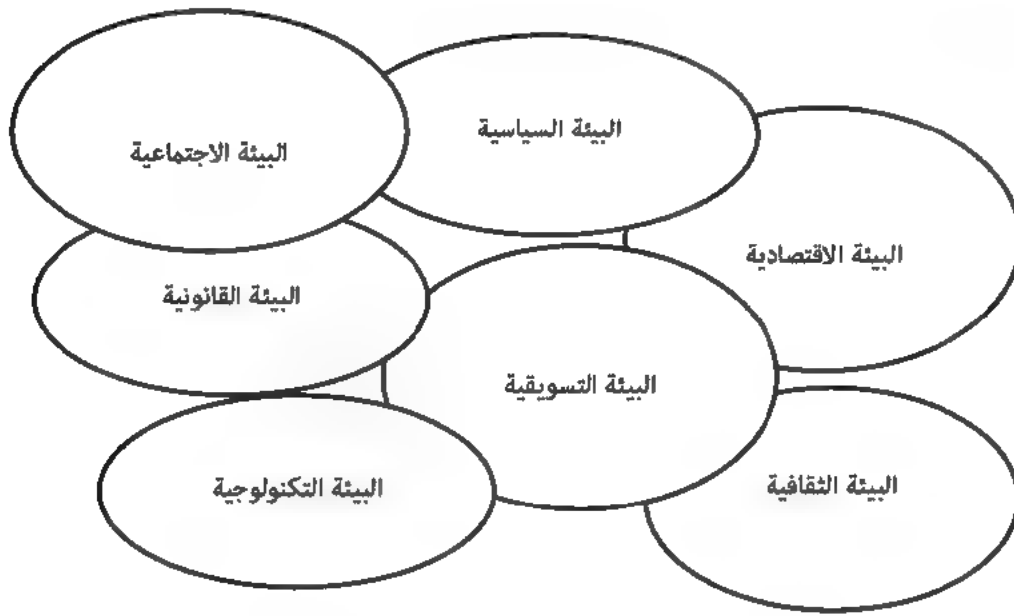 البيئة السياسية
البيئة الاجتماعية
البيئة الاقتصادية
البيئة القانونية
البيئة التسويقية
البيئة الثقافية
البيئة التكنولوجية